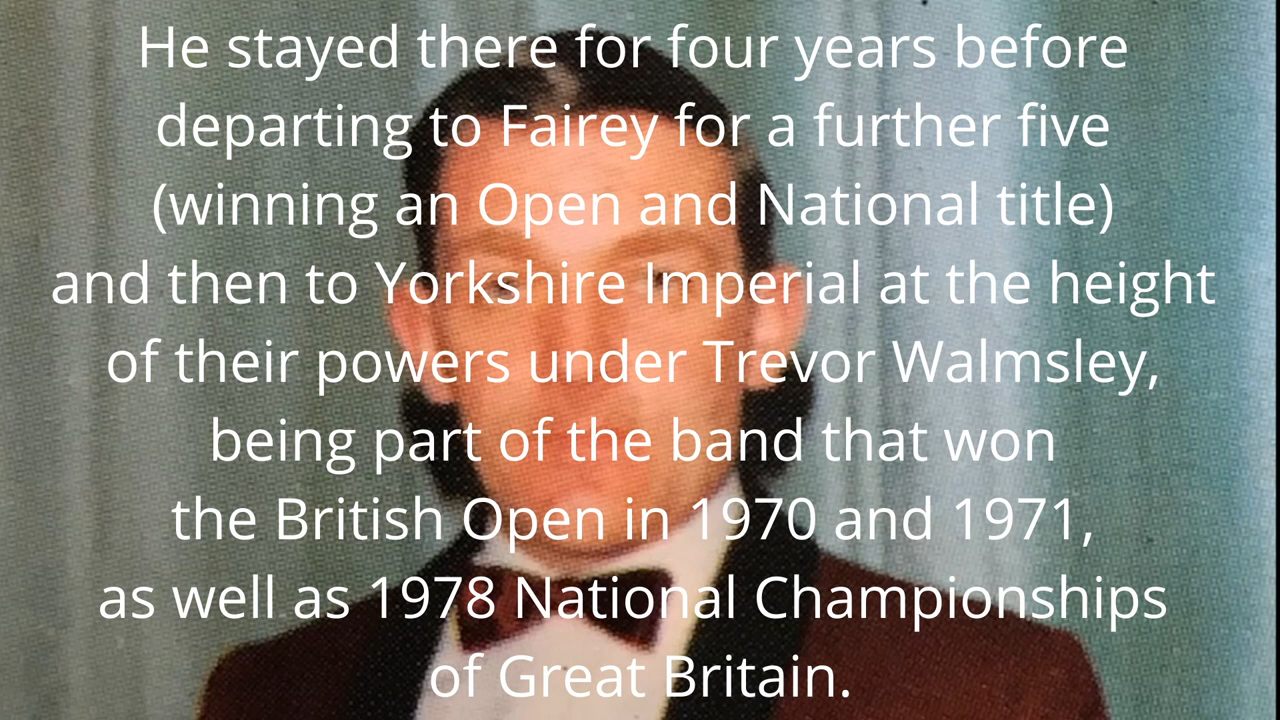 He stayed there for four years before
departing to Fairey for a further five
(winning an Open and National title)
and then to Yorkshire Imperial at the height
of their powers under Trevor Walmsley,
being part of the band that won
the British Open in 1970 and 1971,
as well as 1978 National Championships
of Great Britain.